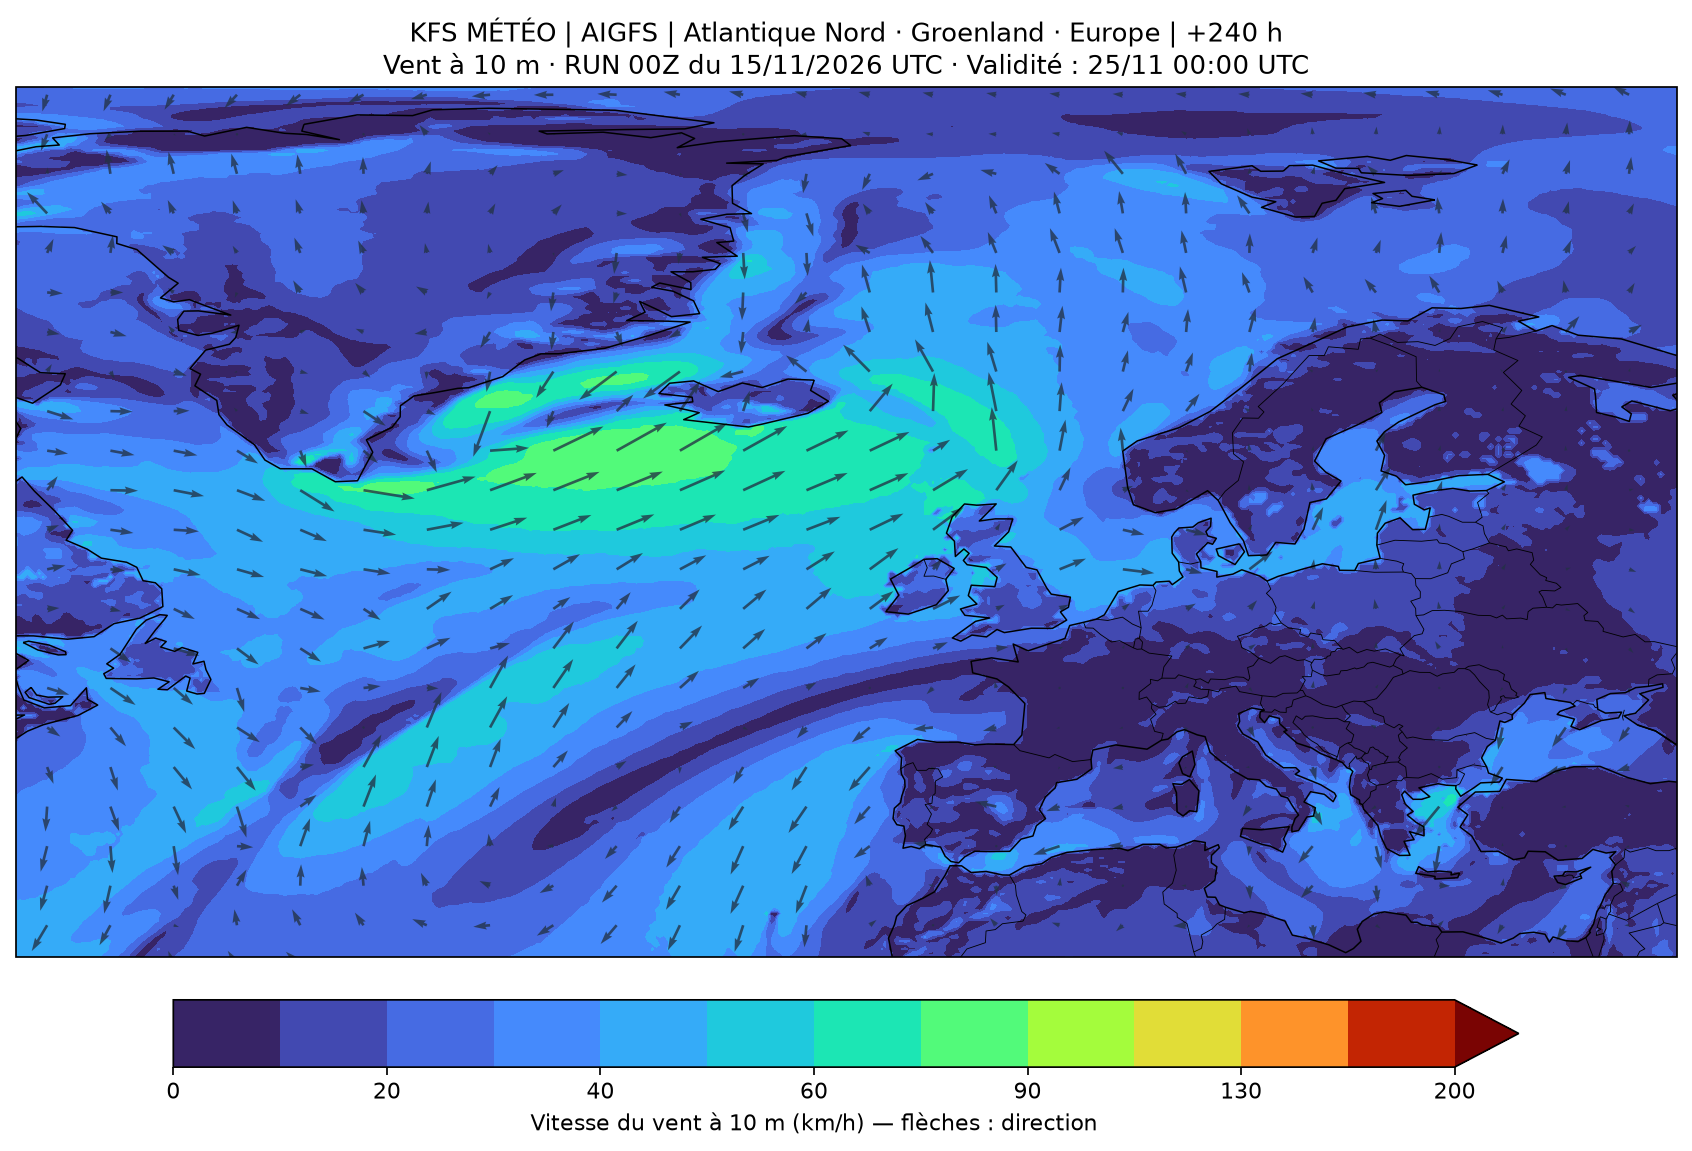 KFS MÉTÉO | AIGFS | Atlantique Nord · Groenland · Europe | +240 h
Vent à 10 m · RUN 00Z du 15/11/2026 UTC · Validité : 25/11 00:00 UTC
0 20 40 60 90 130 200
Vitesse du vent à 10 m (km/h) — flèches : direction